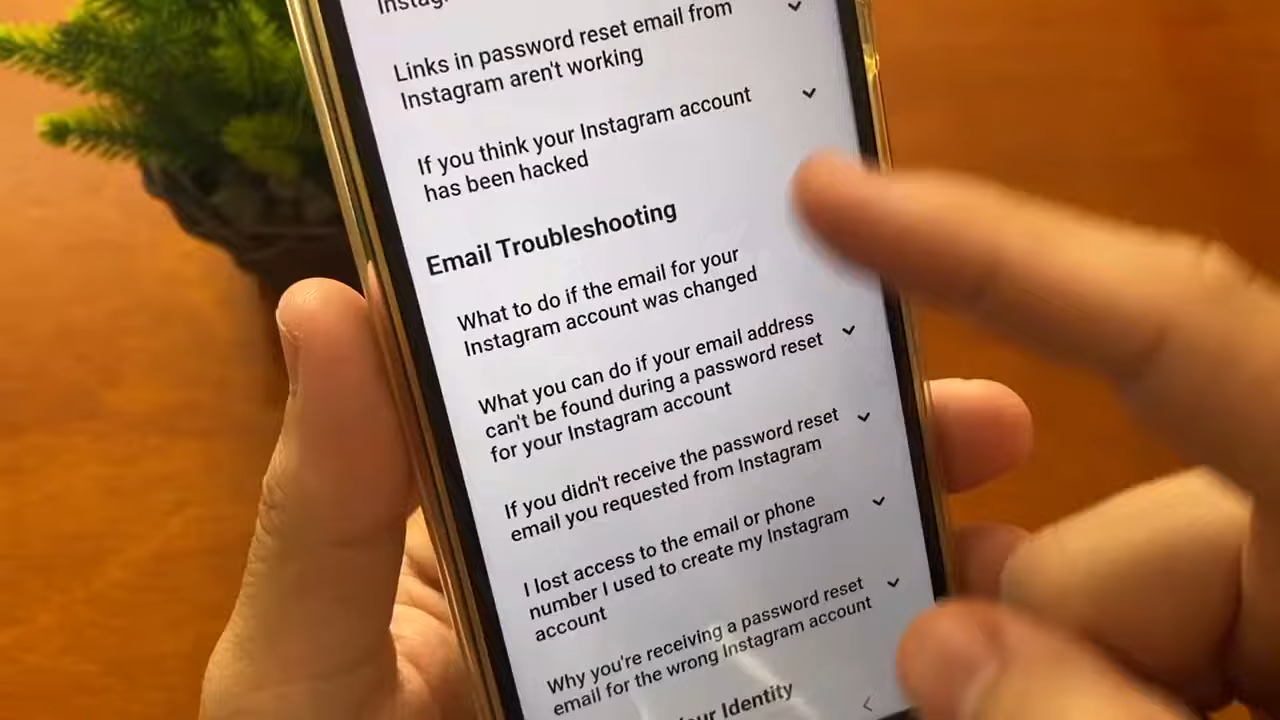 Links in password reset email from
Instagram aren't working
If you think your Instagram account
has been hacked
Email Troubleshooting
What to do if the email for your
Instagram account was changed
What you can do if your email address
can't be found during a password reset
for your Instagram account
If you didn't receive the password reset
email you requested from Instagram
I lost access to the email or phone
number I used to create my Instagram
account
Why you're receiving a password reset
email for the wrong Instagram account
Identity